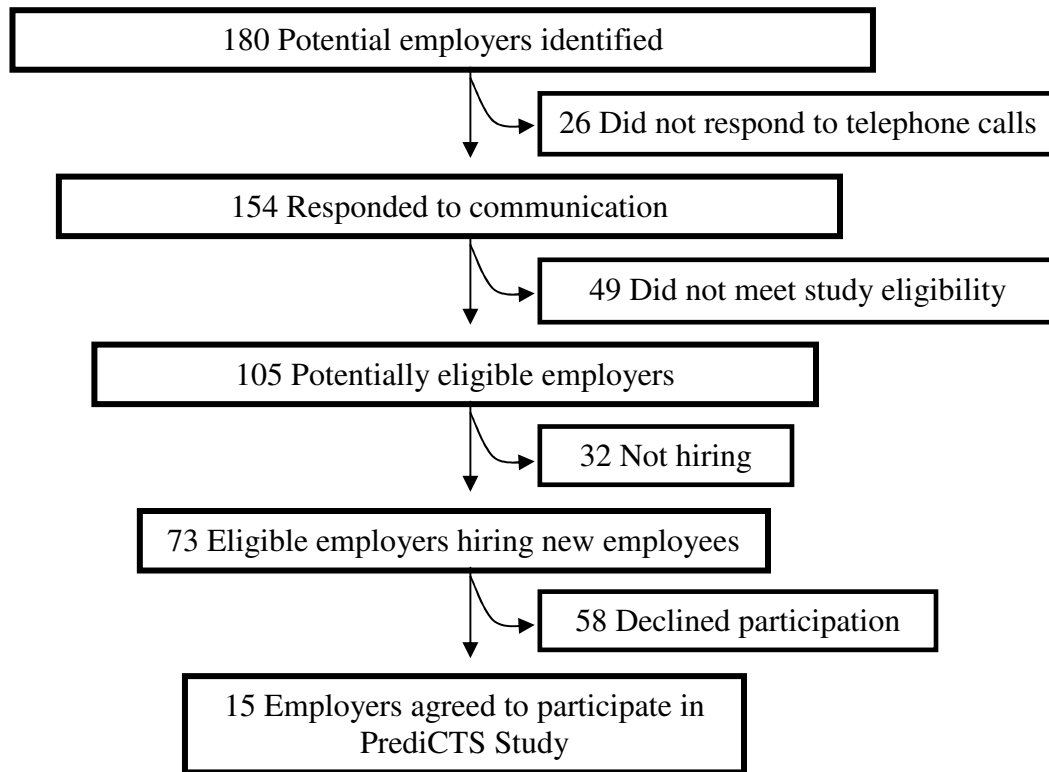 180 Potential employers identified
26 Did not respond to telephone calls
154 Responded to communication
49 Did not meet study eligibility
105 Potentially eligible employers
32 Not hiring
73 Eligible employers hiring new employees
58 Declined participation
15 Employers agreed to participate in
PrediCTS Study